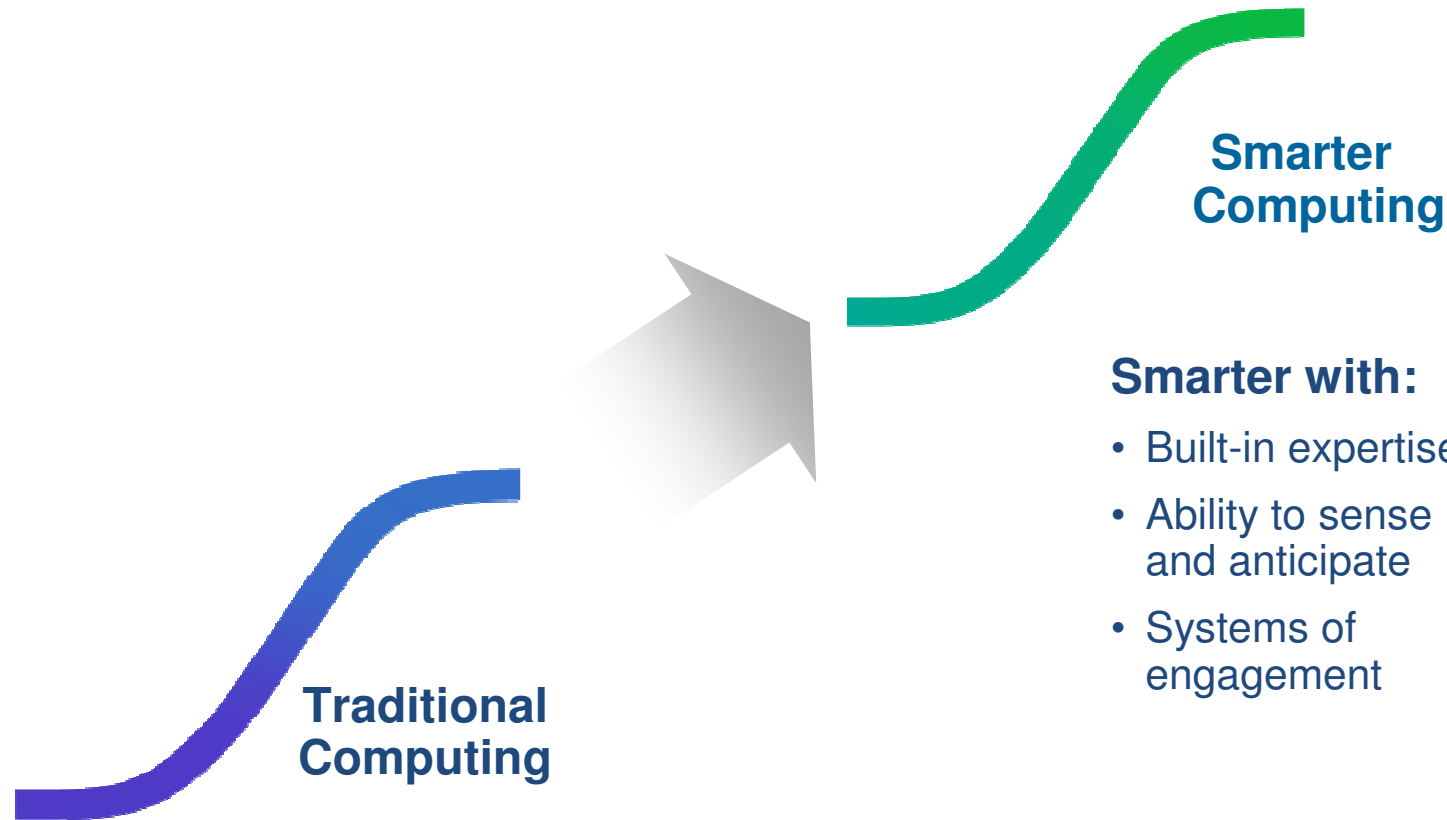 Smarter
Computing
Smarter with:
• Built-in expertise
• Ability to sense
and anticipate
• Systems of
engagement
Traditional
Computing